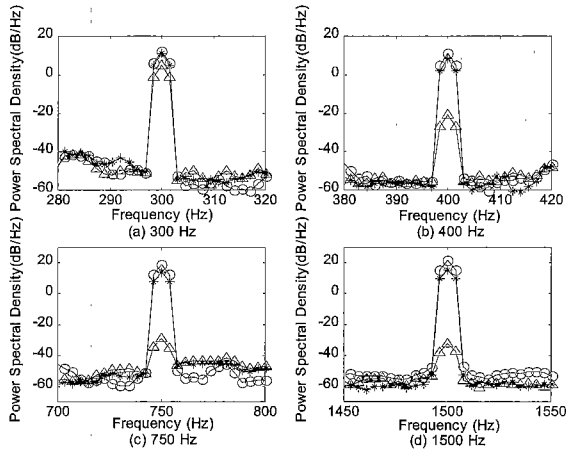 Power Spectral Density(dB/Hz)
40
20
0
-20
-40
-60
280 290 300 310 320
Frequency (Hz)
(a) 300 Hz
Power Spectral Density(dB/Hz)
40
20
0
-20
-40
-60
380 390 400 410 420
Frequency (Hz)
(b) 400 Hz
Power Spectral Density(dB/Hz)
20
0
-20
-40
-60
700 750 800
Frequency (Hz)
(c) 750 Hz
Power Spectral Density(dB/Hz)
20
0
-20
-40
-60
1450 1500 1550
Frequency (Hz)
(d) 1500 Hz